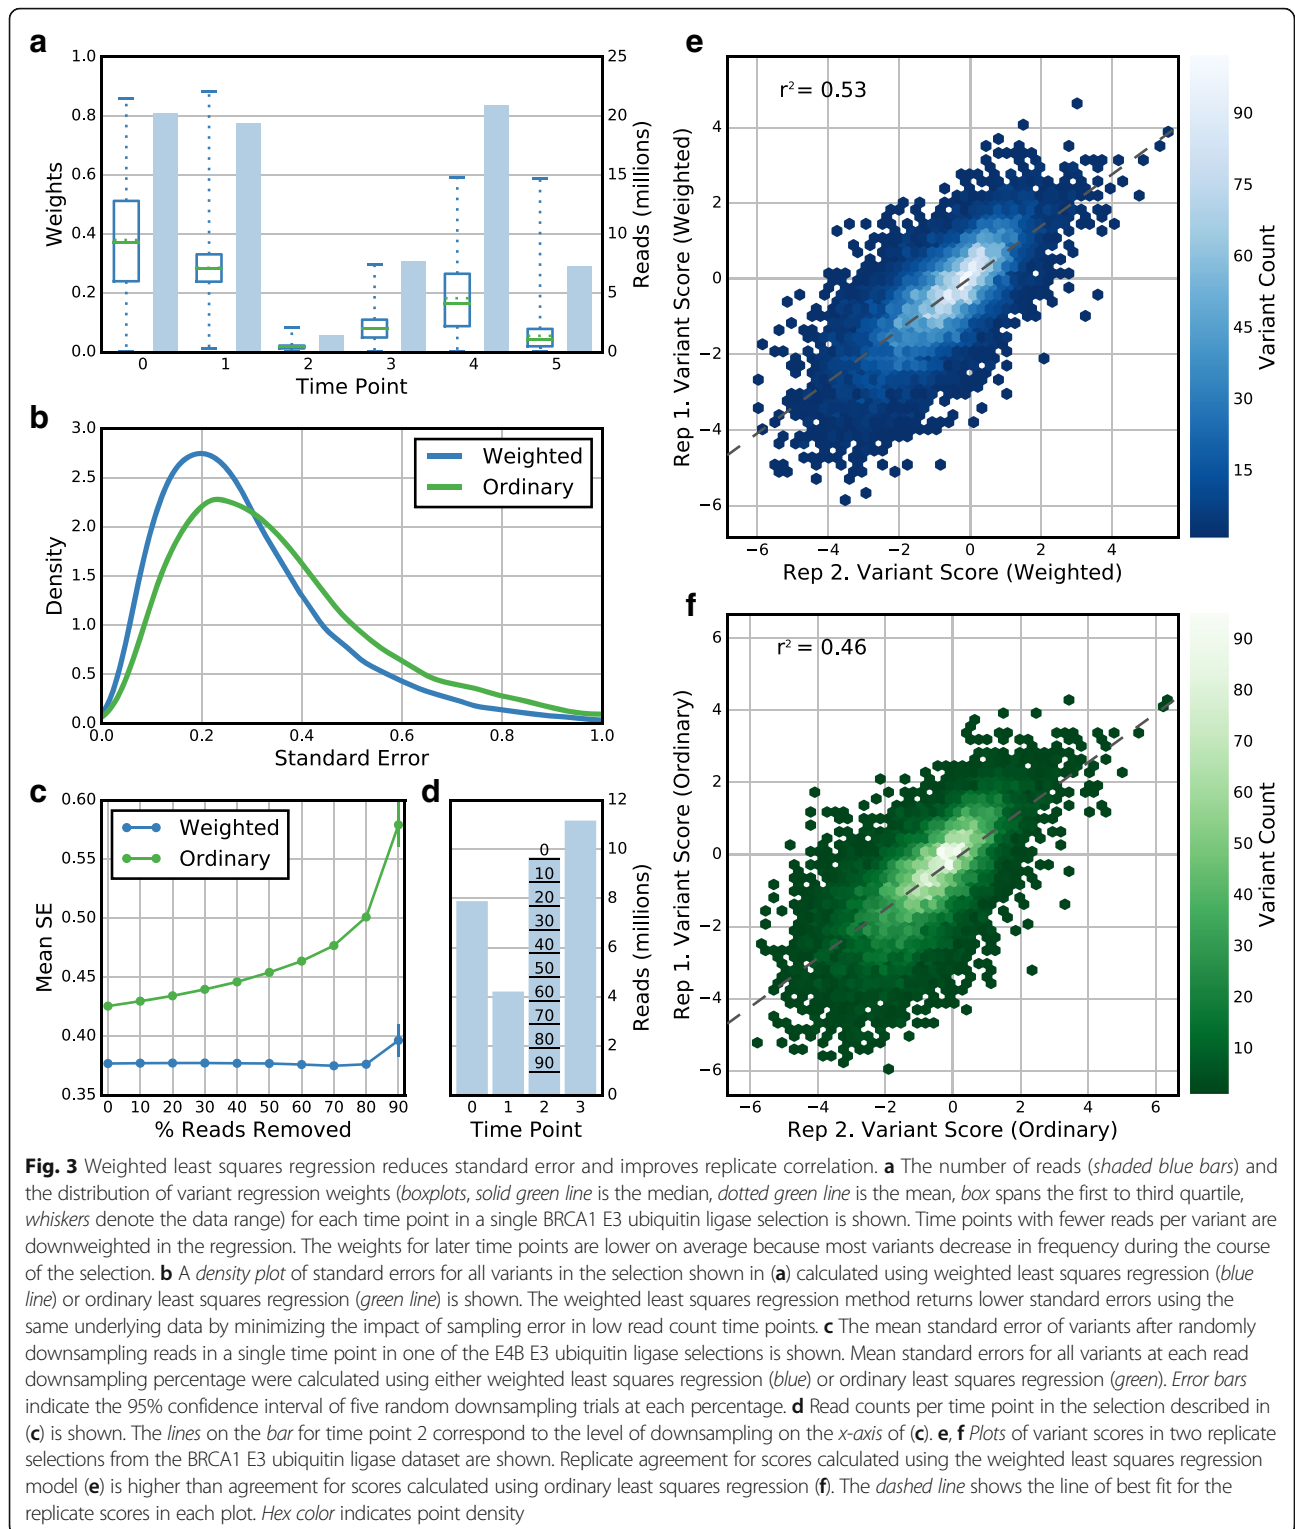 a
1.0
0.8
0.6
0.4
0.2
0.0
Weights
25
20
15
10
5
0
Reads (millions)
0 1 2 3 4 5
Time Point
b
3.0
2.5
2.0
1.5
1.0
0.5
0.0
Density
Weighted
Ordinary
0.0 0.2 0.4 0.6 0.8 1.0
Standard Error
c
0.60
0.55
0.50
0.45
0.40
0.35
Mean SE
Weighted
Ordinary
0 10 20 30 40 50 60 70 80 90
% Reads Removed
d
12
10
8
6
4
2
0
Reads (millions)
0
10
20
30
40
50
60
70
80
90
0 1 2 3
Time Point
e
r² = 0.53
4
2
0
−2
−4
−6
Rep 1. Variant Score (Weighted)
−6 −4 −2 0 2 4
Rep 2. Variant Score (Weighted)
90
75
60
45
30
15
Variant Count
f
r² = 0.46
6
4
2
0
−2
−4
−6
Rep 1. Variant Score (Ordinary)
−6 −4 −2 0 2 4 6
Rep 2. Variant Score (Ordinary)
90
80
70
60
50
40
30
20
10
Variant Count
Fig. 3 Weighted least squares regression reduces standard error and improves replicate correlation. a The number of reads (shaded blue bars) and
the distribution of variant regression weights (boxplots, solid green line is the median, dotted green line is the mean, box spans the first to third quartile,
whiskers denote the data range) for each time point in a single BRCA1 E3 ubiquitin ligase selection is shown. Time points with fewer reads per variant are
downweighted in the regression. The weights for later time points are lower on average because most variants decrease in frequency during the course
of the selection. b A density plot of standard errors for all variants in the selection shown in (a) calculated using weighted least squares regression (blue
line) or ordinary least squares regression (green line) is shown. The weighted least squares regression method returns lower standard errors using the
same underlying data by minimizing the impact of sampling error in low read count time points. c The mean standard error of variants after randomly
downsampling reads in a single time point in one of the E4B E3 ubiquitin ligase selections is shown. Mean standard errors for all variants at each read
downsampling percentage were calculated using either weighted least squares regression (blue) or ordinary least squares regression (green). Error bars
indicate the 95% confidence interval of five random downsampling trials at each percentage. d Read counts per time point in the selection described in
(c) is shown. The lines on the bar for time point 2 correspond to the level of downsampling on the x-axis of (c). e, f Plots of variant scores in two replicate
selections from the BRCA1 E3 ubiquitin ligase dataset are shown. Replicate agreement for scores calculated using the weighted least squares regression
model (e) is higher than agreement for scores calculated using ordinary least squares regression (f). The dashed line shows the line of best fit for the
replicate scores in each plot. Hex color indicates point density